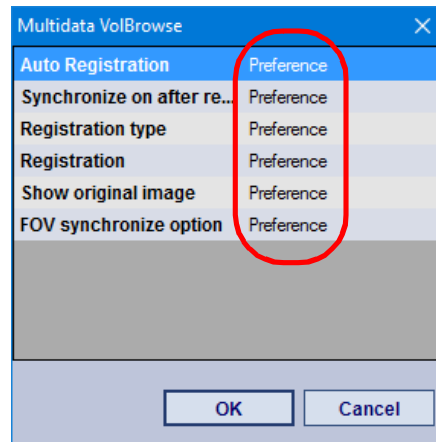 Multidata VolBrowse
Auto Registration Preference
Synchronize on after re... Preference
Registration type Preference
Registration Preference
Show original image Preference
FOV synchronize option Preference
OK Cancel